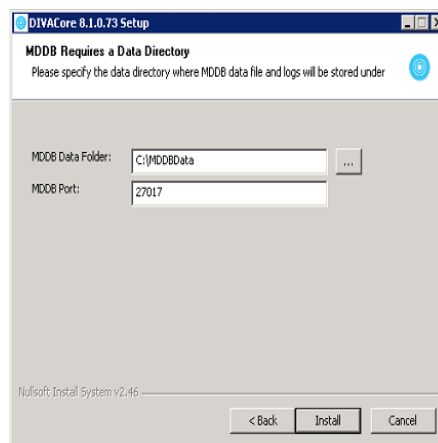 DIVACore 8.1.0.73 Setup
MDDB Requires a Data Directory
Please specify the data directory where MDDB data file and logs will be stored under
MDDB Data Folder:
C:\MDDBData
...
MDDB Port:
27017
Nullsoft Install System v2.46
< Back
Install
Cancel